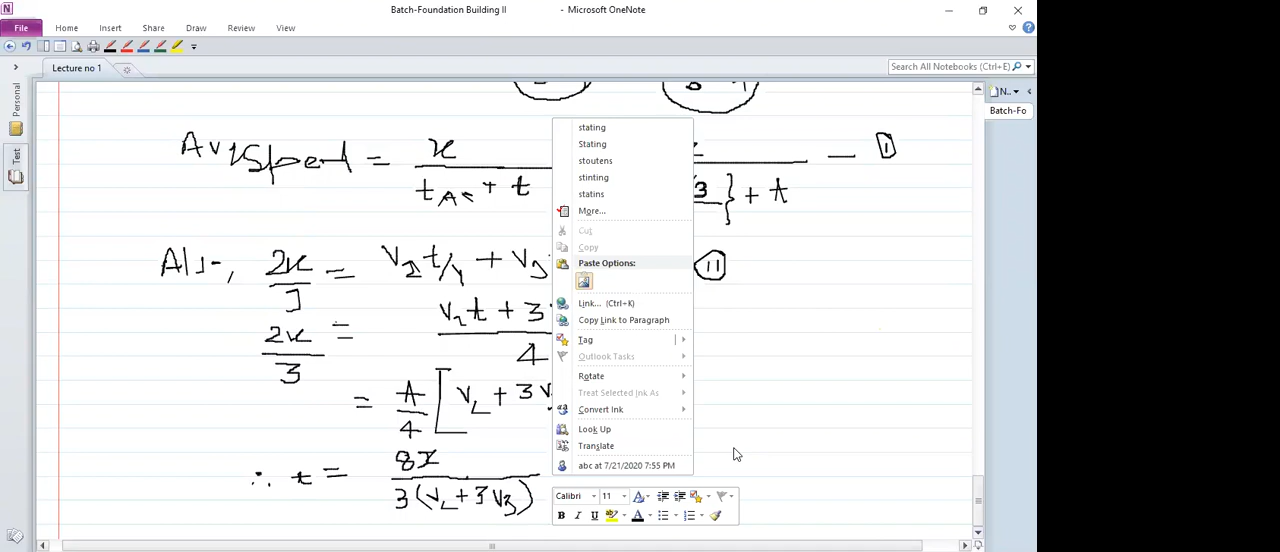 Batch-Foundation Building II - Microsoft OneNote
File Home Insert Share Draw Review View
Lecture no 1
Search All Notebooks (Ctrl+E)
Personal
Test
N..
Batch-Fo
Speed = x / (t + t - ①
3 } + t
2x/3 = V2 t/4 + V3 - ⑪
2x/3 = V2 t + 3 / 4
= t/4 [ V2 + 3 V
∴ t = 8x / 3(V2 + 3V3)
stating
Stating
stoutens
stinting
statins
More...
Cut
Copy
Paste Options:
Link... (Ctrl+K)
Copy Link to Paragraph
Tag
Outlook Tasks
Rotate
Treat Selected Ink As
Convert Ink
Look Up
Translate
abc at 7/21/2020 7:55 PM
Calibri 11 A
B I U ab A